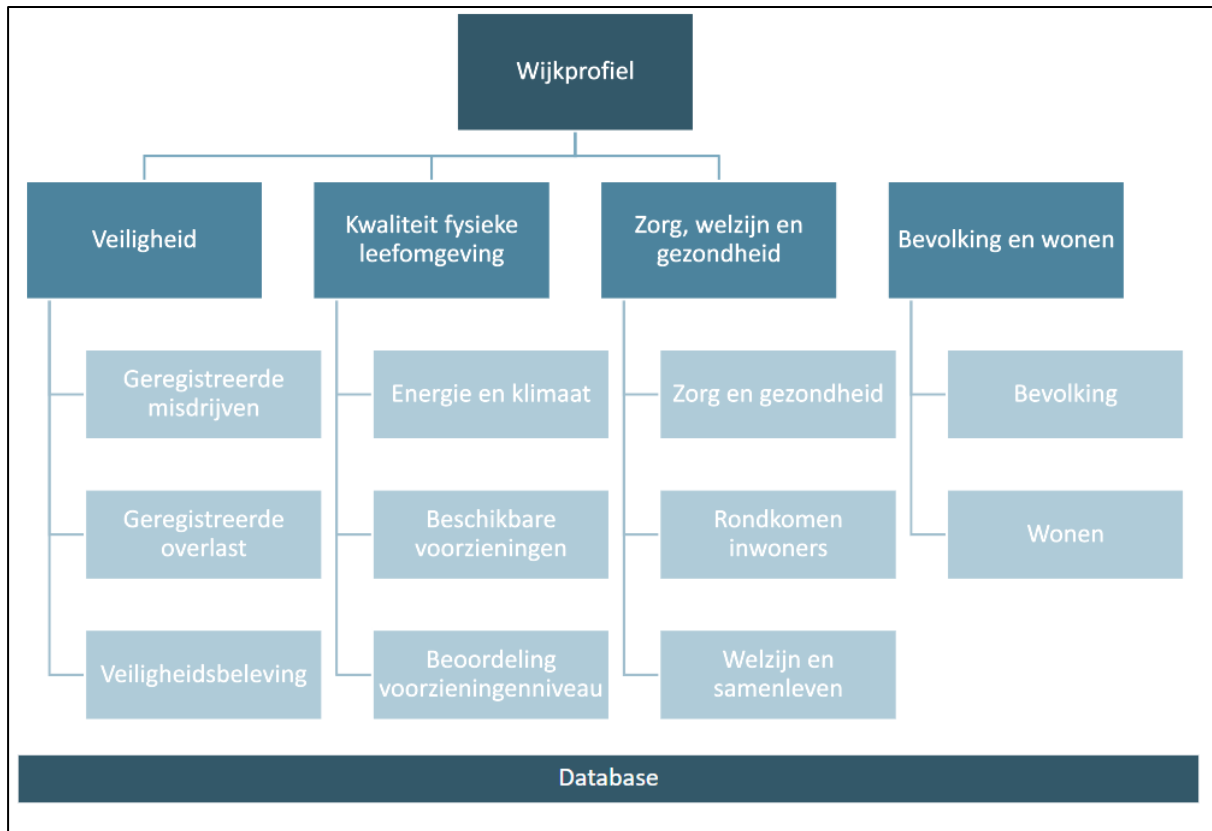 Wijkprofiel
Veiligheid
Kwaliteit fysieke
leefomgeving
Zorg, welzijn en
gezondheid
Bevolking en wonen
Geregistreerde
misdrijven
Energie en klimaat
Zorg en gezondheid
Bevolking
Geregistreerde
overlast
Beschikbare
voorzieningen
Rondkomen
inwoners
Wonen
Veiligheidsbeleving
Beoordeling
voorzieningenniveau
Welzijn en
samenleven
Database